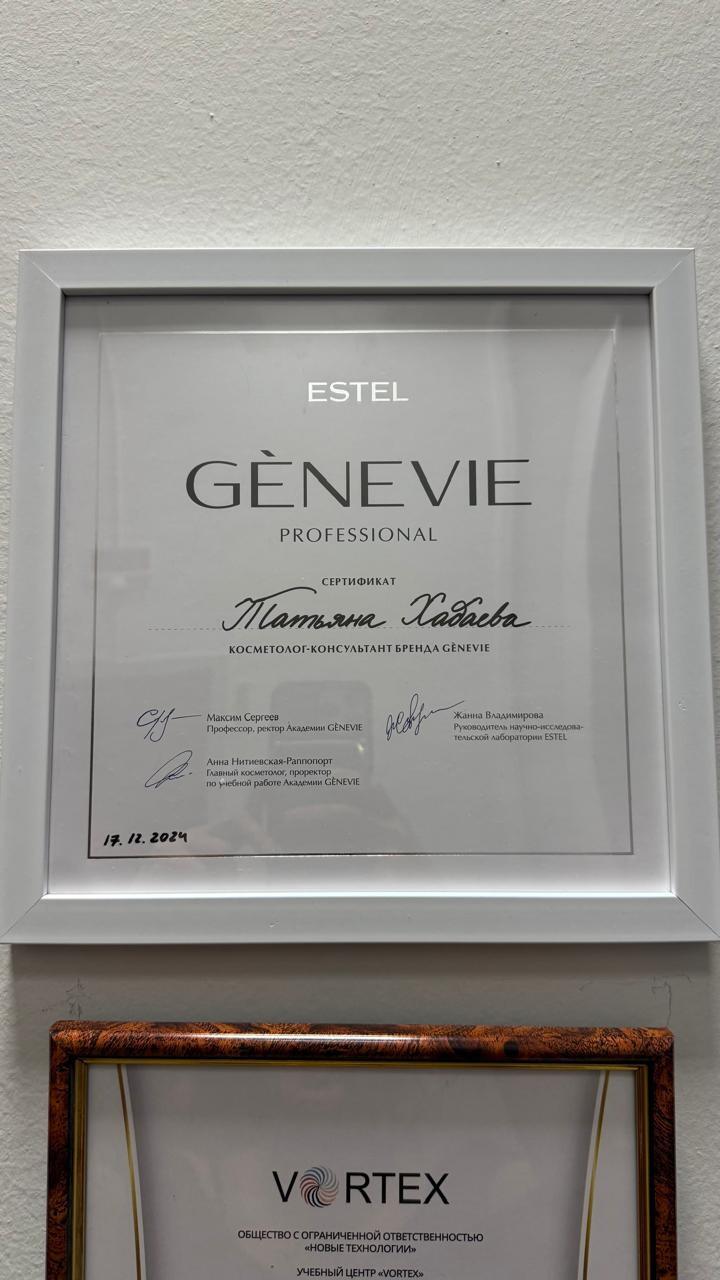 ESTEL
GÈNEVIE
PROFESSIONAL
СЕРТИФИКАТ
Татьяна Хабаева
КОСМЕТОЛОГ-КОНСУЛЬТАНТ БРЕНДА GÈNEVIE
Максим Сергеев
Профессор, ректор Академии GÈNEVIE
Анна Нитиевская-Раппопорт
Главный косметолог, проректор
по учебной работе Академии GÈNEVIE
Жанна Владимирова
Руководитель научно-исследова-
тельской лаборатории ESTEL
17.12.2024
VORTEX
ОБЩЕСТВО С ОГРАНИЧЕННОЙ ОТВЕТСТВЕННОСТЬЮ
«НОВЫЕ ТЕХНОЛОГИИ»
УЧЕБНЫЙ ЦЕНТР «VORTEX»